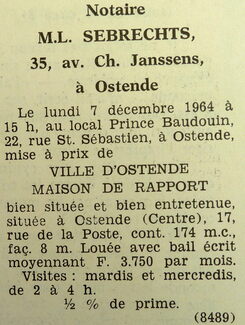 Notaire
M.L. SEBRECHTS,
35, av. Ch. Janssens,
à Ostende
Le lundi 7 décembre 1964 à
15 h, au local Prince Baudouin,
22, rue St. Sébastien, à Ostende,
mise à prix de
VILLE D'OSTENDE
MAISON DE RAPPORT
bien située et bien entretenue,
située à Ostende (Centre), 17,
rue de la Poste, cont. 174 m.c.,
faç. 8 m. Louée avec bail écrit
moyennant F. 3.750 par mois.
Visites : mardis et mercredis,
de 2 à 4 h.
½ % de prime.
(8489)